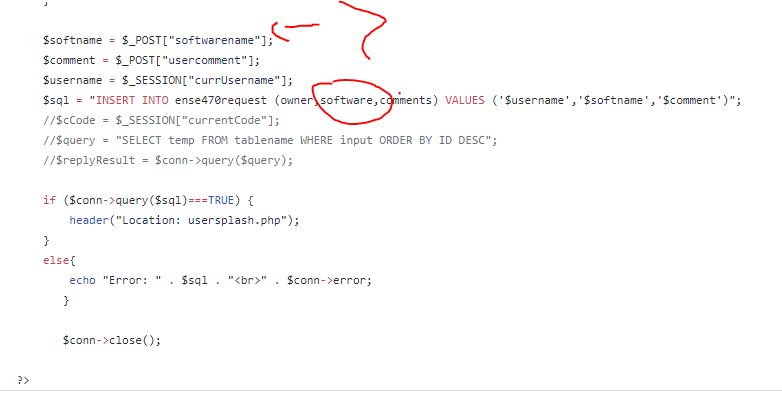 }
$softname = $_POST["softwarename"]; ?
$comment = $_POST["usercomment"];
$username = $_SESSION["currUsername"];
$sql = "INSERT INTO ense470request (owner,software,comments) VALUES ('$username','$softname','$comment')";
//$cCode = $_SESSION["currentCode"];
//$query = "SELECT temp FROM tablename WHERE input ORDER BY ID DESC";
//$replyResult = $conn->query($query);
if ($conn->query($sql)===TRUE) {
header("Location: usersplash.php");
}
else{
echo "Error: " . $sql . "<br>" . $conn->error;
}
$conn->close();
?>